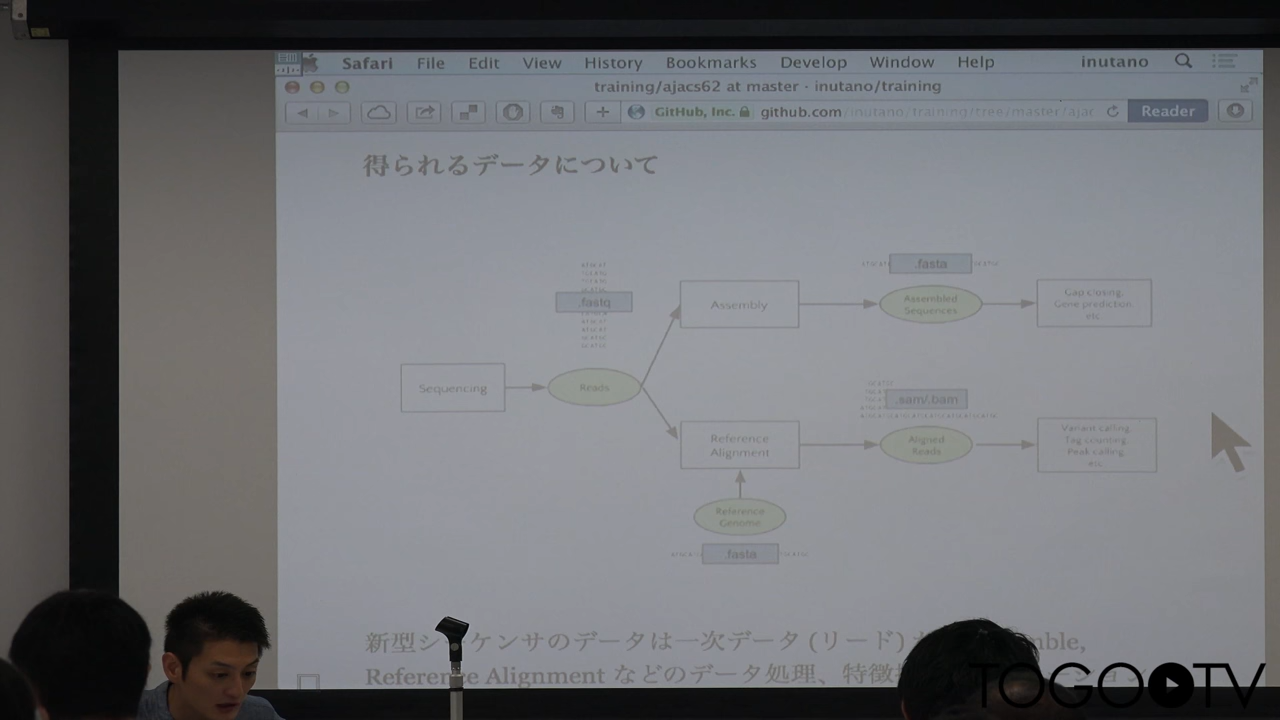 Safari File Edit View History Bookmarks Develop Window Help inutano
training/ajacs62 at master · inutano/training
GitHub, Inc. github.com/inutano/training/tree/master/ajac Reader
得られるデータについて
.fastq
.fasta
Assembly
Assembled
Sequences
Gap closing,
Gene prediction
etc.
Sequencing
Reads
.sam/.bam
Reference
Alignment
Aligned
Reads
Variant calling,
Tag counting,
Peak calling
etc
Reference
Genome
.fasta
新型シーケンサのデータは一次データ (リード)
Reference Alignment などのデータ処理、特徴
TOGO TV